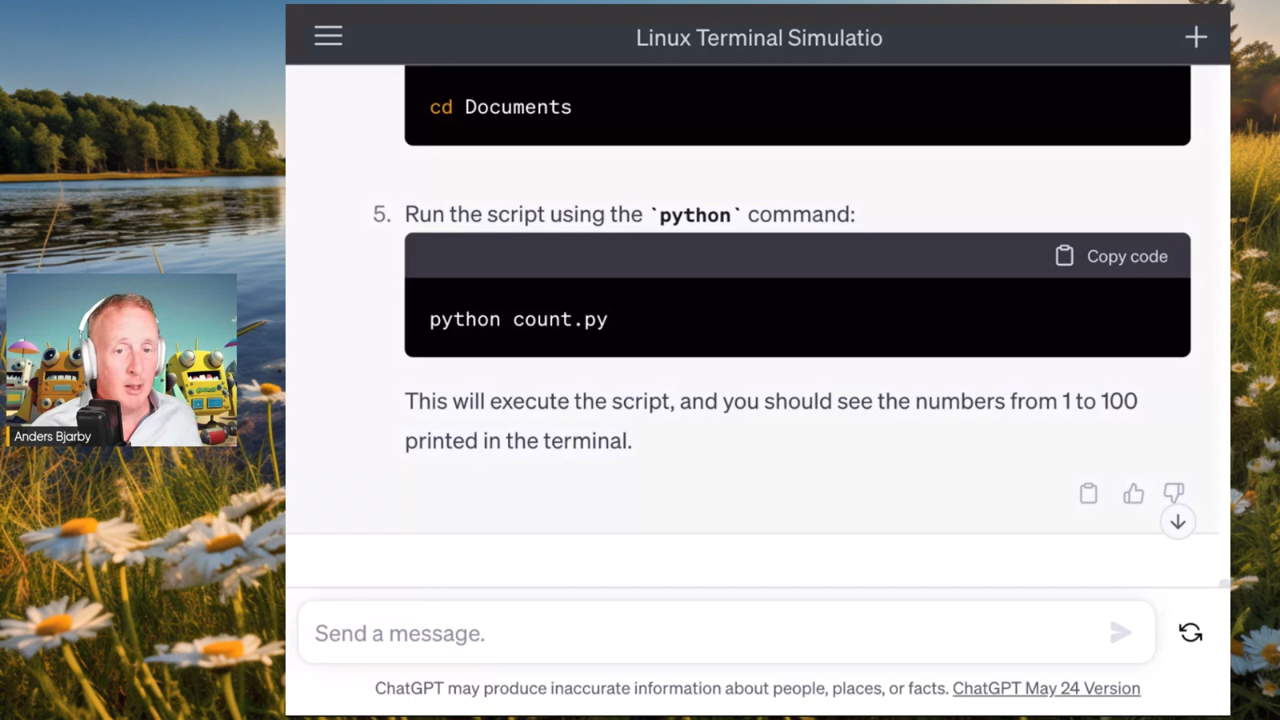 Linux Terminal Simulatio
cd Documents
5. Run the script using the `python` command:
Copy code
python count.py
This will execute the script, and you should see the numbers from 1 to 100
printed in the terminal.
Anders Bjarby
Send a message.
ChatGPT may produce inaccurate information about people, places, or facts. ChatGPT May 24 Version